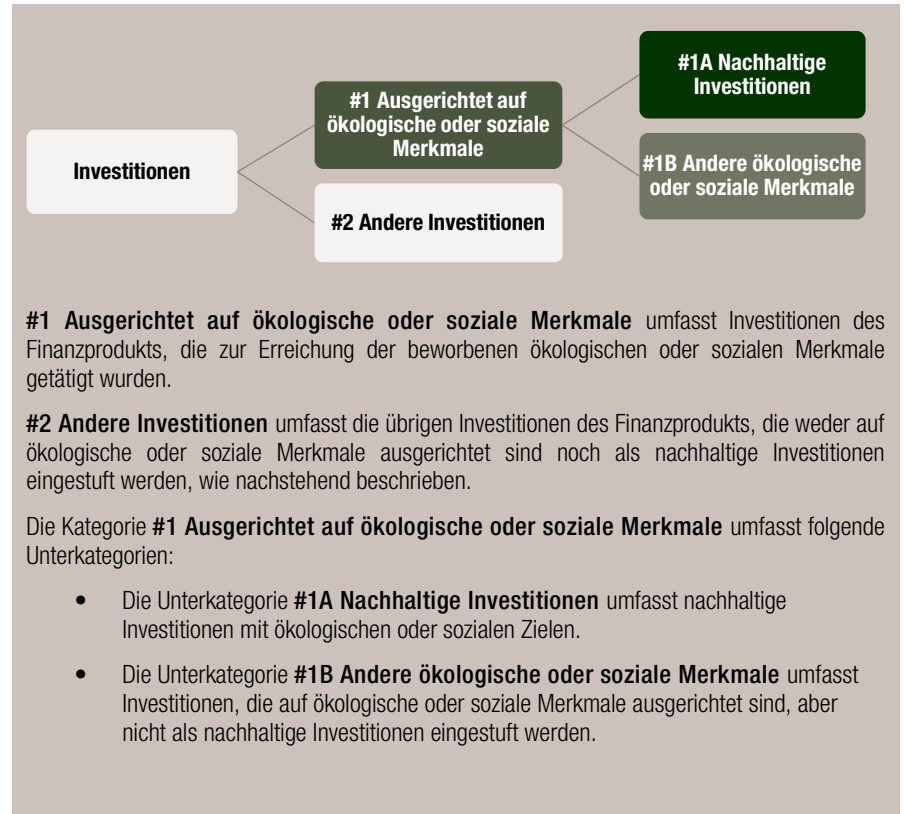 #1A Nachhaltige
Investitionen
#1 Ausgerichtet auf
ökologische oder soziale
Merkmale
Investitionen
#1B Andere ökologische
oder soziale Merkmale
#2 Andere Investitionen
#1 Ausgerichtet auf ökologische oder soziale Merkmale umfasst Investitionen des
Finanzprodukts, die zur Erreichung der beworbenen ökologischen oder sozialen Merkmale
getätigt wurden.
#2 Andere Investitionen umfasst die übrigen Investitionen des Finanzprodukts, die weder auf
ökologische oder soziale Merkmale ausgerichtet sind noch als nachhaltige Investitionen
eingestuft werden, wie nachstehend beschrieben.
Die Kategorie #1 Ausgerichtet auf ökologische oder soziale Merkmale umfasst folgende
Unterkategorien:
• Die Unterkategorie #1A Nachhaltige Investitionen umfasst nachhaltige
Investitionen mit ökologischen oder sozialen Zielen.
• Die Unterkategorie #1B Andere ökologische oder soziale Merkmale umfasst
Investitionen, die auf ökologische oder soziale Merkmale ausgerichtet sind, aber
nicht als nachhaltige Investitionen eingestuft werden.